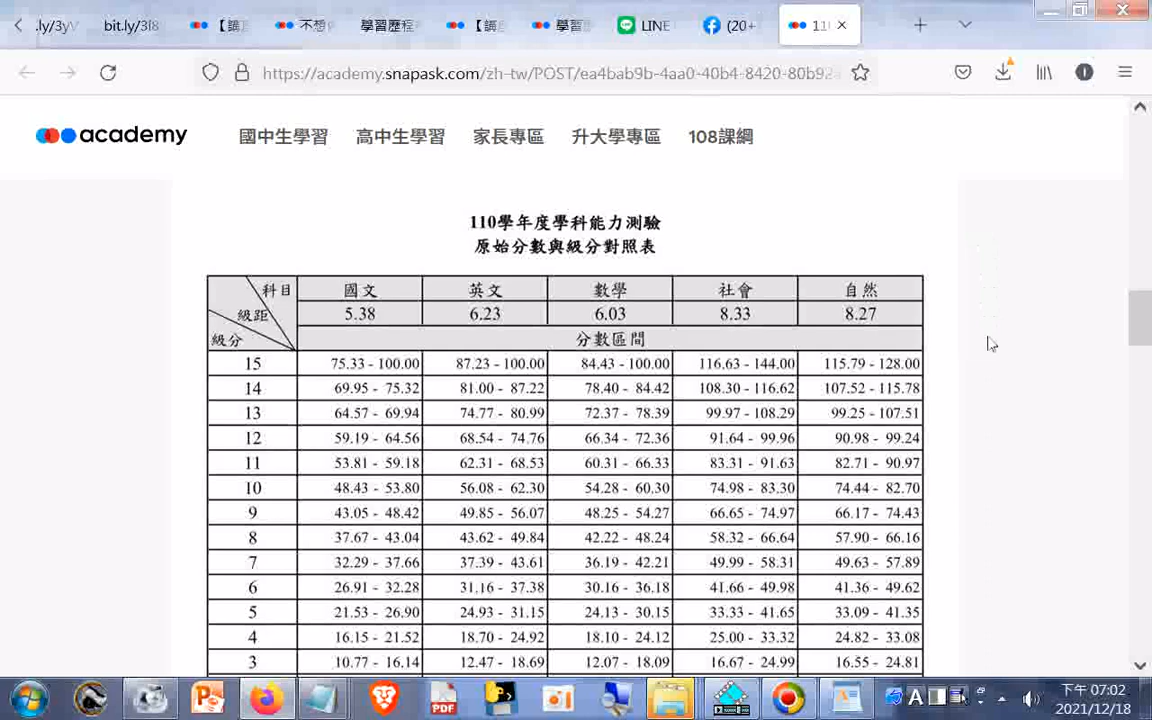 .ly/3yV
bit.ly/3l8
不想
學習歷程
學習
LINE
(20+
11
https://academy.snapask.com/zh-tw/POST/ea4bab9b-4aa0-40b4-8420-80b92a
academy 國中生學習 高中生學習 家長專區 升大學專區 108課綱
110學年度學科能力測驗
原始分數與級分對照表
科目 國文 英文 數學 社會 自然
級距 5.38 6.23 6.03 8.33 8.27
級分 分數區間
15 75.33 - 100.00 87.23 - 100.00 84.43 - 100.00 116.63 - 144.00 115.79 - 128.00
14 69.95 - 75.32 81.00 - 87.22 78.40 - 84.42 108.30 - 116.62 107.52 - 115.78
13 64.57 - 69.94 74.77 - 80.99 72.37 - 78.39 99.97 - 108.29 99.25 - 107.51
12 59.19 - 64.56 68.54 - 74.76 66.34 - 72.36 91.64 - 99.96 90.98 - 99.24
11 53.81 - 59.18 62.31 - 68.53 60.31 - 66.33 83.31 - 91.63 82.71 - 90.97
10 48.43 - 53.80 56.08 - 62.30 54.28 - 60.30 74.98 - 83.30 74.44 - 82.70
9 43.05 - 48.42 49.85 - 56.07 48.25 - 54.27 66.65 - 74.97 66.17 - 74.43
8 37.67 - 43.04 43.62 - 49.84 42.22 - 48.24 58.32 - 66.64 57.90 - 66.16
7 32.29 - 37.66 37.39 - 43.61 36.19 - 42.21 49.99 - 58.31 49.63 - 57.89
6 26.91 - 32.28 31.16 - 37.38 30.16 - 36.18 41.66 - 49.98 41.36 - 49.62
5 21.53 - 26.90 24.93 - 31.15 24.13 - 30.15 33.33 - 41.65 33.09 - 41.35
4 16.15 - 21.52 18.70 - 24.92 18.10 - 24.12 25.00 - 33.32 24.82 - 33.08
3 10.77 - 16.14 12.47 - 18.69 12.07 - 18.09 16.67 - 24.99 16.55 - 24.81
PDF
A
下午 07:02
2021/12/18